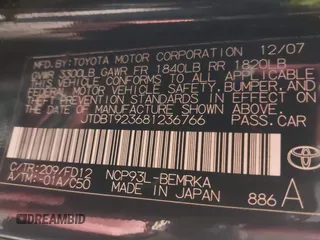 MFD.BY:TOYOTA MOTOR CORPORATION 12/07
GVWR 3300LB GAWR FR 1840LB RR 1820LB
THIS VEHICLE CONFORMS TO ALL APPLICABLE
FEDERAL MOTOR VEHICLE SAFETY,BUMPER,AND
THEFT PREVENTION STANDARDS IN EFFECT ON
THE DATE OF MANUFACTURE SHOWN ABOVE.
JTDBT923681236766 PASS.CAR
C/TR:209/FD12 NCP93L-BEMRKA
A/TM:-01A/C50 MADE IN JAPAN 886 A
TOYOTA
DREAMBID